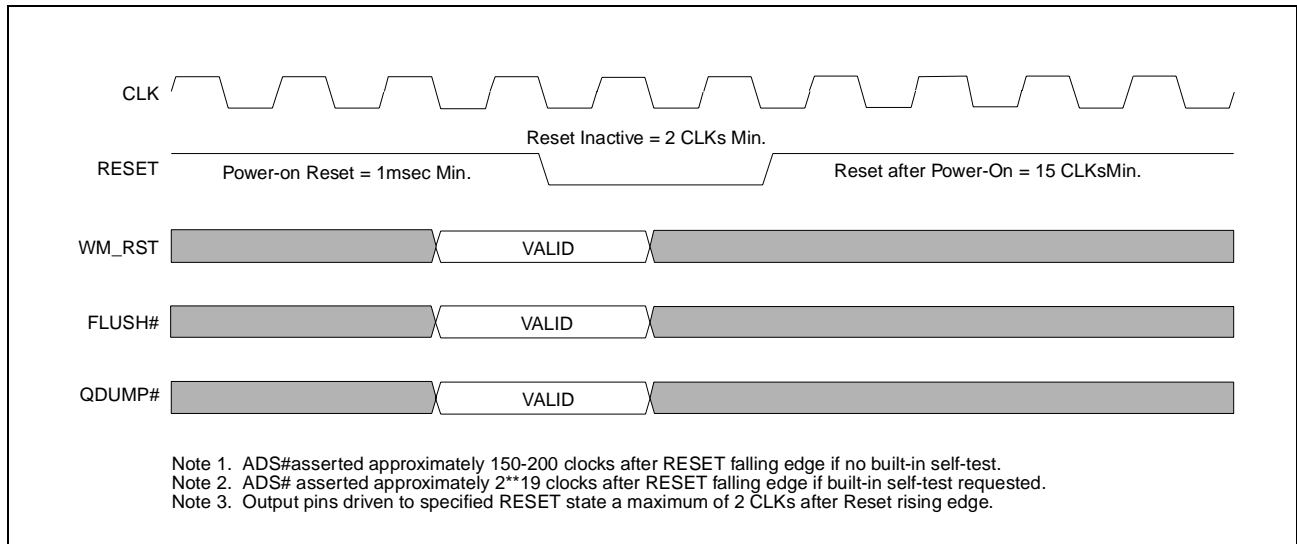 CLK
Reset Inactive = 2 CLKs Min.
RESET
Power-on Reset = 1msec Min.
Reset after Power-On = 15 CLKsMin.
WM_RST
VALID
FLUSH#
VALID
QDUMP#
VALID
Note 1. ADS#asserted approximately 150-200 clocks after RESET falling edge if no built-in self-test.
Note 2. ADS# asserted approximately 2**19 clocks after RESET falling edge if built-in self-test requested.
Note 3. Output pins driven to specified RESET state a maximum of 2 CLKs after Reset rising edge.